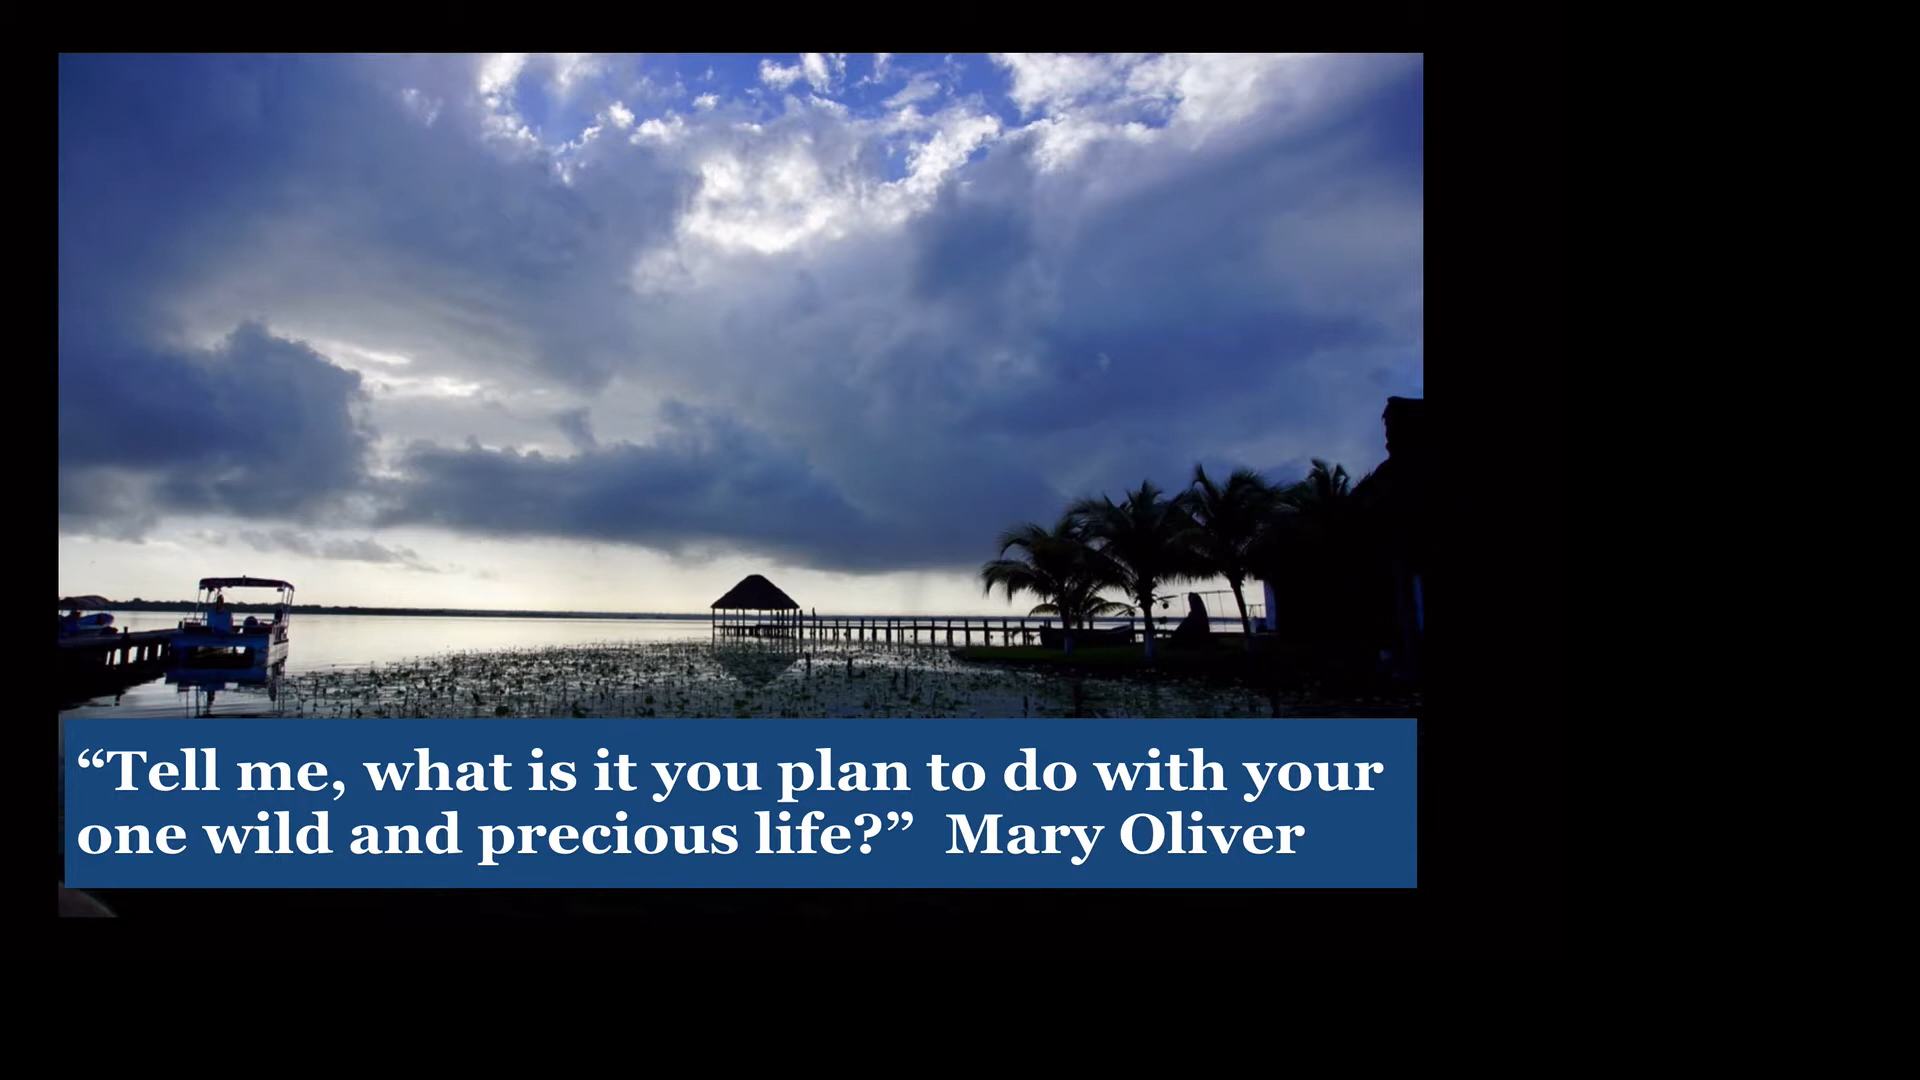 “Tell me, what is it you plan to do with your
one wild and precious life?”  Mary Oliver